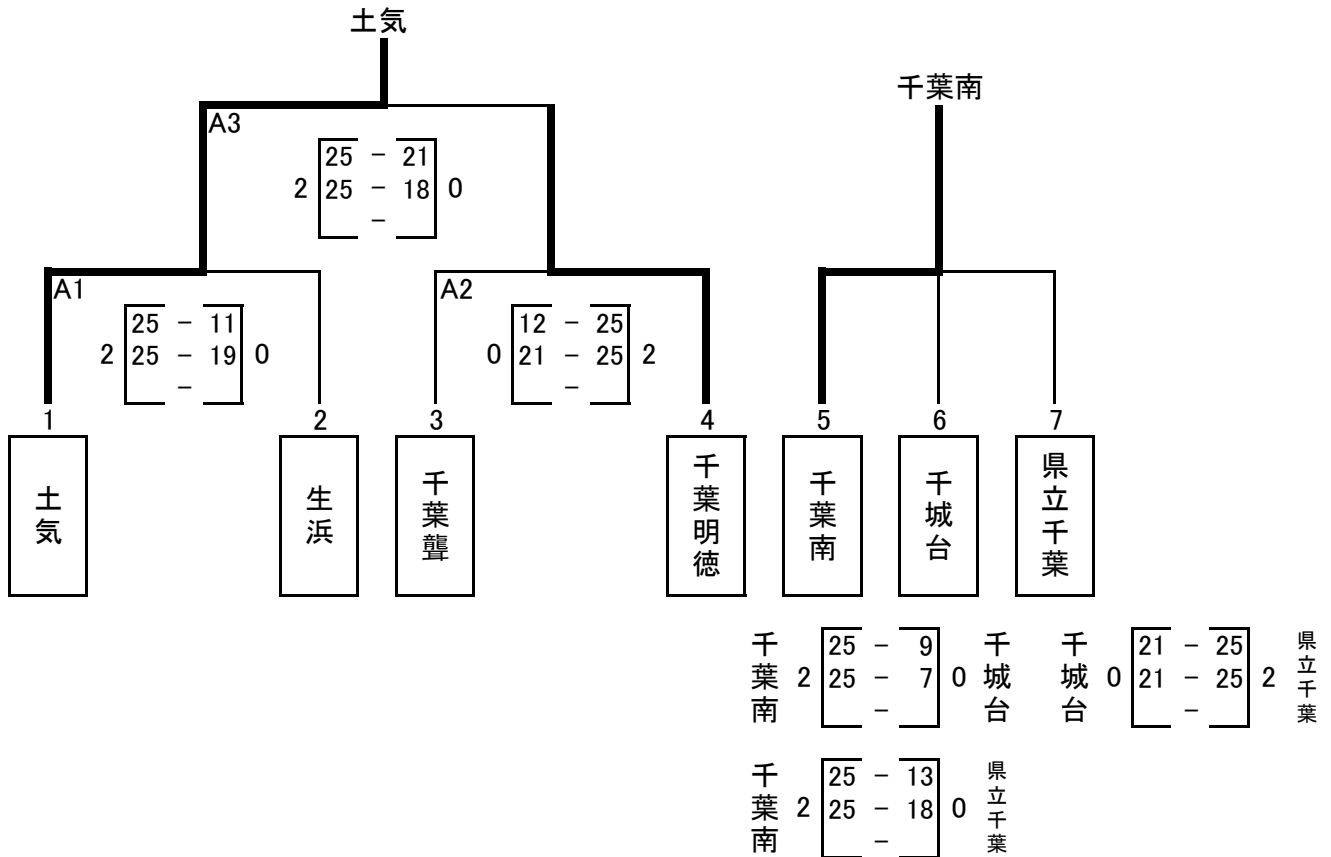 土気
千葉南
A3
25 - 21
2 25 - 18 0
-
A1
25 - 11
2 25 - 19 0
-
A2
12 - 25
0 21 - 25 2
-
1
2
3
4
5
6
7
土気
生浜
千葉聾
千葉明徳
千葉南
千城台
県立千葉
千葉南
25 - 9
2 25 - 7 0
-
千城台
千城台
21 - 25
0 21 - 25 2
-
県立千葉
千葉南
25 - 13
2 25 - 18 0
-
県立千葉